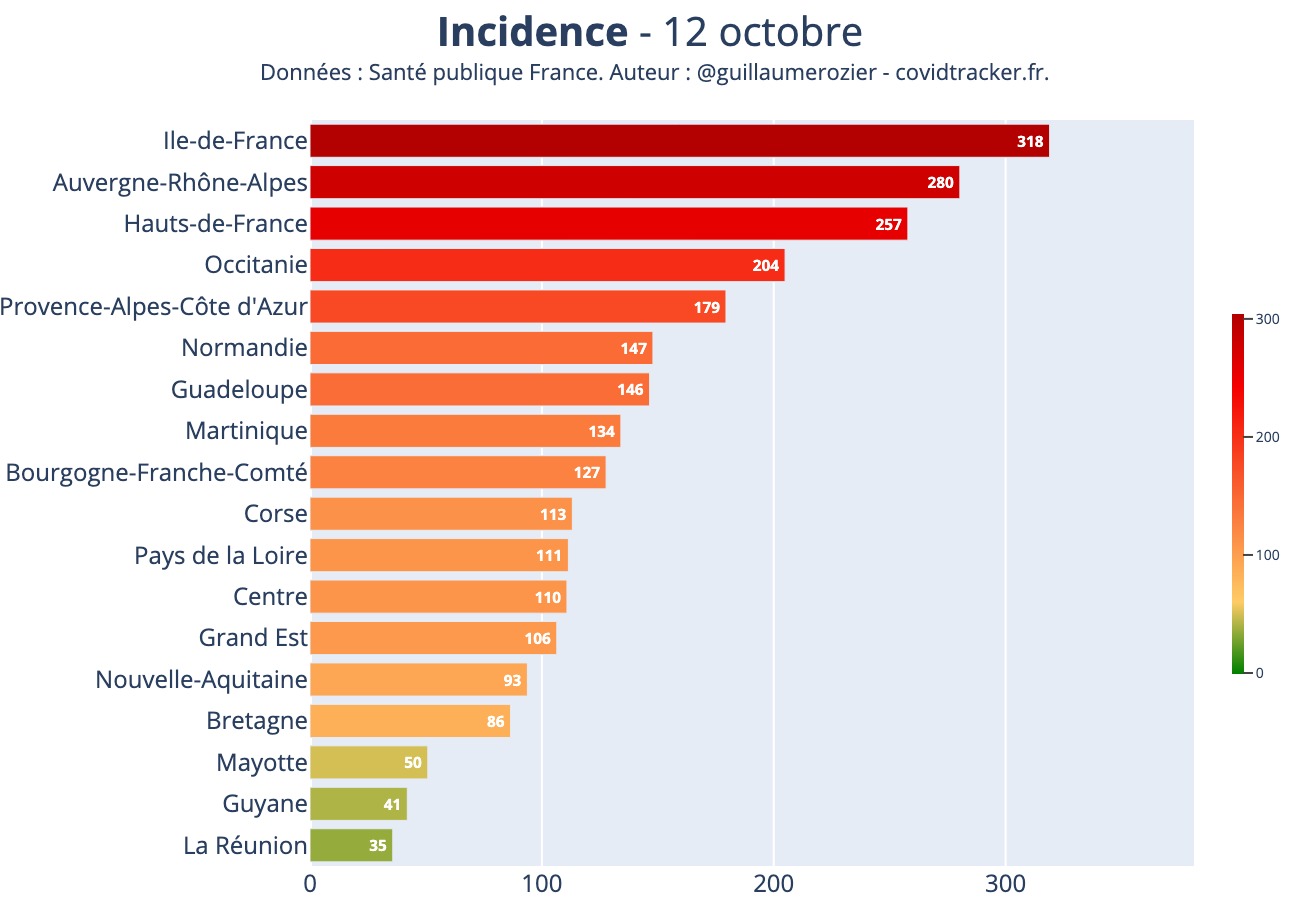 Incidence - 12 octobre
Données : Santé publique France. Auteur : @guillaumerozier - covidtracker.fr.
Ile-de-France 318
Auvergne-Rhône-Alpes 280
Hauts-de-France 257
Occitanie 204
Provence-Alpes-Côte d'Azur 179
Normandie 147
Guadeloupe 146
Martinique 134
Bourgogne-Franche-Comté 127
Corse 113
Pays de la Loire 111
Centre 110
Grand Est 106
Nouvelle-Aquitaine 93
Bretagne 86
Mayotte 50
Guyane 41
La Réunion 35
0 100 200 300
300
200
100
0